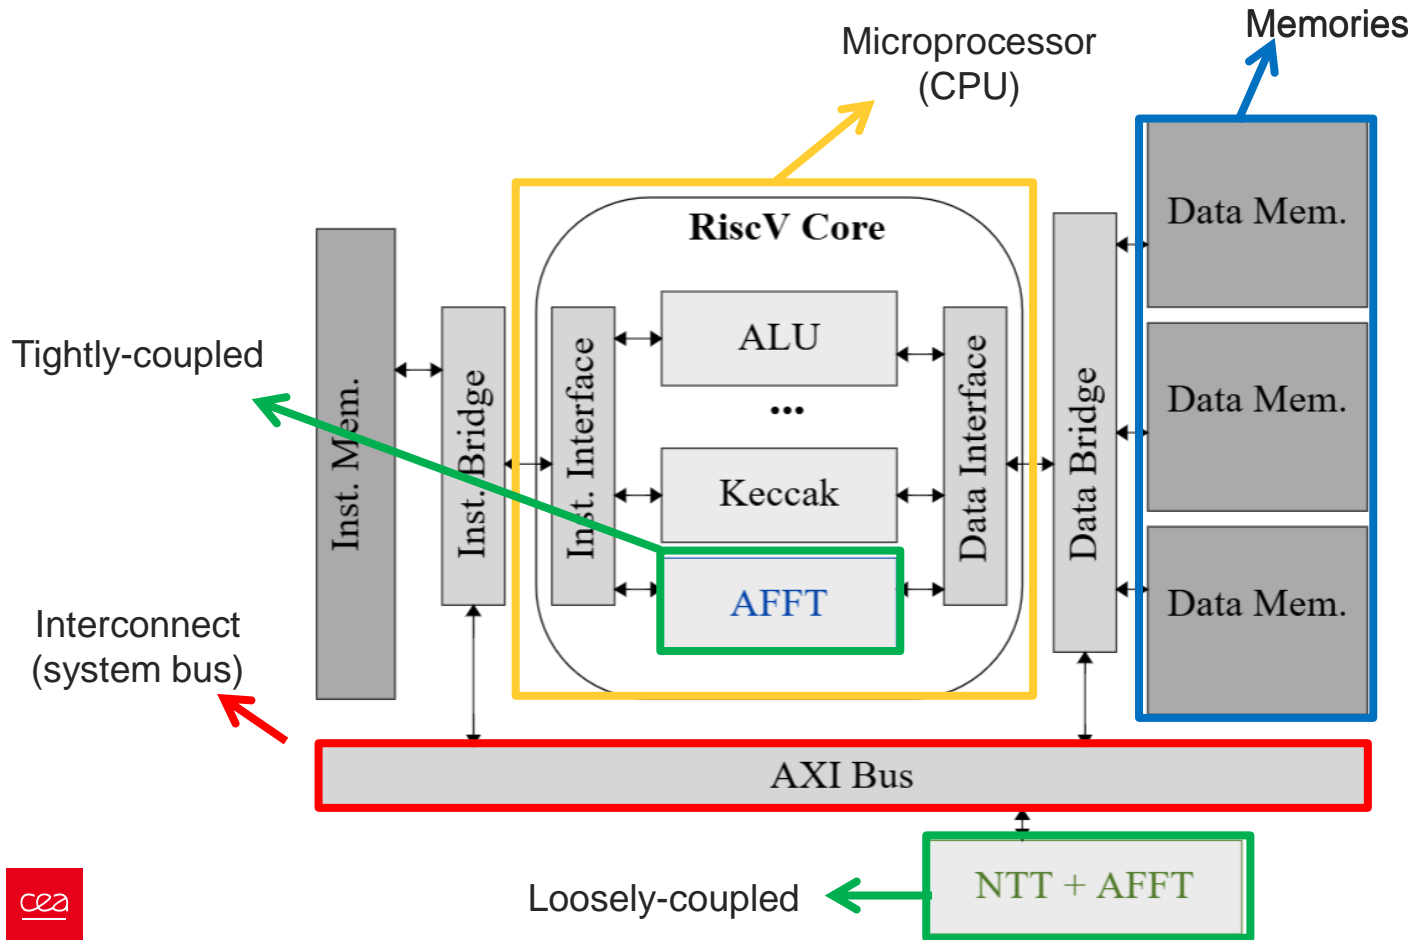 Memories
Microprocessor
(CPU)
RiscV Core
Data Mem.
ALU
Tightly-coupled
...
Inst. Mem.
Inst. Bridge
Inst. Interface
Data Interface
Data Bridge
Data Mem.
Keccak
AFFT
Data Mem.
Interconnect
(system bus)
AXI Bus
NTT + AFFT
Loosely-coupled
cea